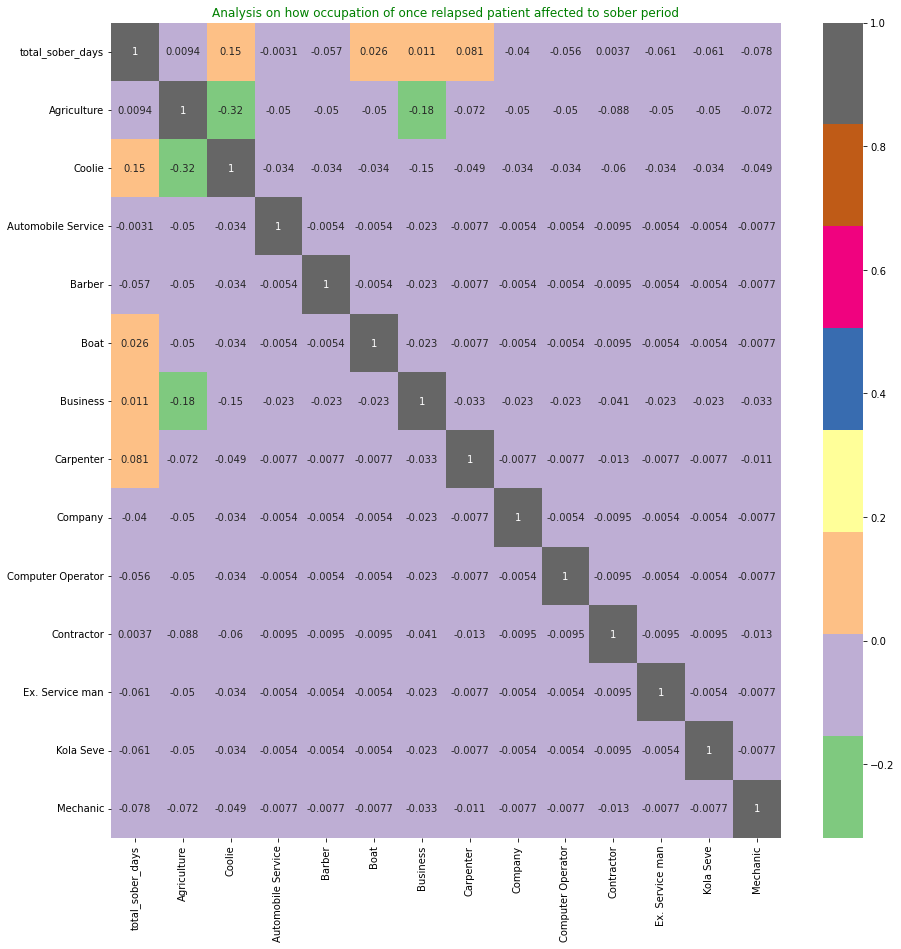 Analysis on how occupation of once relapsed patient affected to sober period
total_sober_days 1 0.0094 0.15 -0.0031 -0.057 0.026 0.011 0.081 -0.04 -0.056 0.0037 -0.061 -0.061 -0.078
Agriculture 0.0094 1 -0.32 -0.05 -0.05 -0.05 -0.18 -0.072 -0.05 -0.05 -0.088 -0.05 -0.05 -0.072
Coolie 0.15 -0.32 1 -0.034 -0.034 -0.034 -0.15 -0.049 -0.034 -0.034 -0.06 -0.034 -0.034 -0.049
Automobile Service -0.0031 -0.05 -0.034 1 -0.0054 -0.0054 -0.023 -0.0077 -0.0054 -0.0054 -0.0095 -0.0054 -0.0054 -0.0077
Barber -0.057 -0.05 -0.034 -0.0054 1 -0.0054 -0.023 -0.0077 -0.0054 -0.0054 -0.0095 -0.0054 -0.0054 -0.0077
Boat 0.026 -0.05 -0.034 -0.0054 -0.0054 1 -0.023 -0.0077 -0.0054 -0.0054 -0.0095 -0.0054 -0.0054 -0.0077
Business 0.011 -0.18 -0.15 -0.023 -0.023 -0.023 1 -0.033 -0.023 -0.023 -0.041 -0.023 -0.023 -0.033
Carpenter 0.081 -0.072 -0.049 -0.0077 -0.0077 -0.0077 -0.033 1 -0.0077 -0.0077 -0.013 -0.0077 -0.0077 -0.011
Company -0.04 -0.05 -0.034 -0.0054 -0.0054 -0.0054 -0.023 -0.0077 1 -0.0054 -0.0095 -0.0054 -0.0054 -0.0077
Computer Operator -0.056 -0.05 -0.034 -0.0054 -0.0054 -0.0054 -0.023 -0.0077 -0.0054 1 -0.0095 -0.0054 -0.0054 -0.0077
Contractor 0.0037 -0.088 -0.06 -0.0095 -0.0095 -0.0095 -0.041 -0.013 -0.0095 -0.0095 1 -0.0095 -0.0095 -0.013
Ex. Service man -0.061 -0.05 -0.034 -0.0054 -0.0054 -0.0054 -0.023 -0.0077 -0.0054 -0.0054 -0.0095 1 -0.0054 -0.0077
Kola Seve -0.061 -0.05 -0.034 -0.0054 -0.0054 -0.0054 -0.023 -0.0077 -0.0054 -0.0054 -0.0095 -0.0054 1 -0.0077
Mechanic -0.078 -0.072 -0.049 -0.0077 -0.0077 -0.0077 -0.033 -0.011 -0.0077 -0.0077 -0.013 -0.0077 -0.0077 1
total_sober_days
Agriculture
Coolie
Automobile Service
Barber
Boat
Business
Carpenter
Company
Computer Operator
Contractor
Ex. Service man
Kola Seve
Mechanic
1.0
0.8
0.6
0.4
0.2
0.0
−0.2